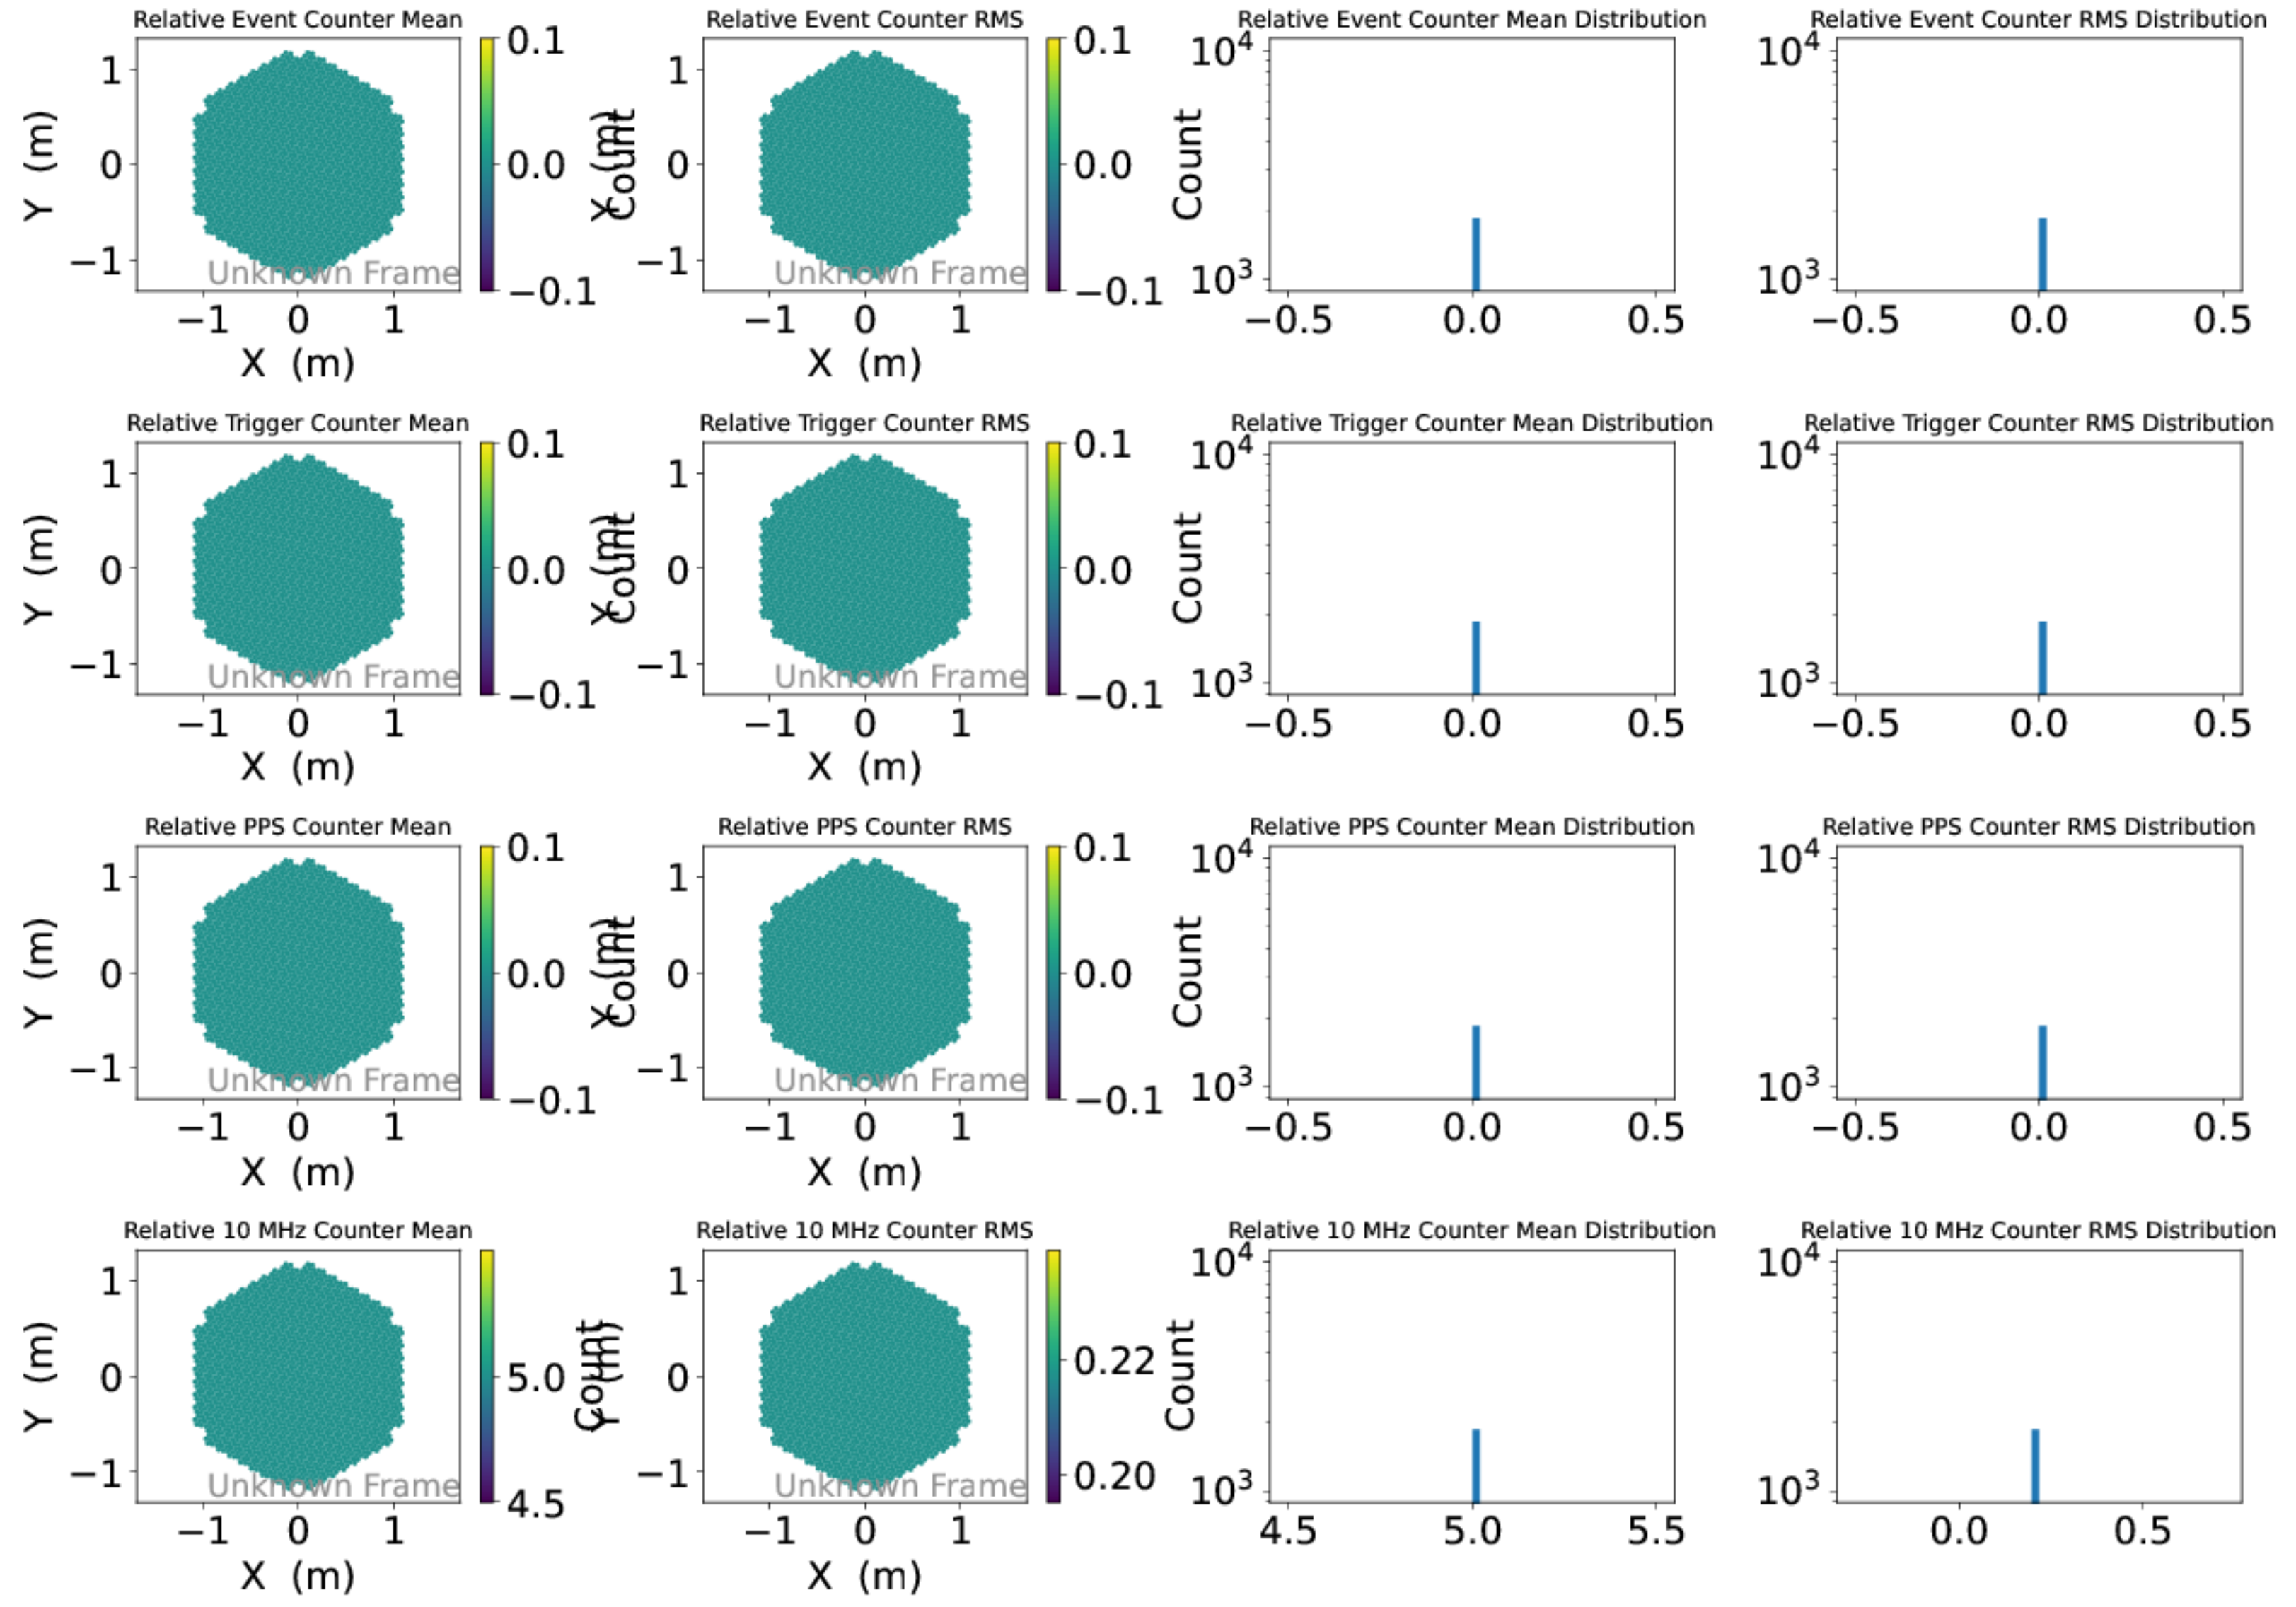 Relative Event Counter Mean
Relative Event Counter RMS
Relative Event Counter Mean Distribution
Relative Event Counter RMS Distribution
Y (m)
1
0
−1
Unknown Frame
−1 0 1
X (m)
0.1
0.0
−0.1
Count
Y (m)
1
0
−1
Unknown Frame
−1 0 1
X (m)
0.1
0.0
−0.1
Count
10⁴
10³
−0.5 0.0 0.5
10⁴
10³
−0.5 0.0 0.5
Relative Trigger Counter Mean
Relative Trigger Counter RMS
Relative Trigger Counter Mean Distribution
Relative Trigger Counter RMS Distribution
Y (m)
1
0
−1
Unknown Frame
−1 0 1
X (m)
0.1
0.0
−0.1
Count
Y (m)
1
0
−1
Unknown Frame
−1 0 1
X (m)
0.1
0.0
−0.1
Count
10⁴
10³
−0.5 0.0 0.5
10⁴
10³
−0.5 0.0 0.5
Relative PPS Counter Mean
Relative PPS Counter RMS
Relative PPS Counter Mean Distribution
Relative PPS Counter RMS Distribution
Y (m)
1
0
−1
Unknown Frame
−1 0 1
X (m)
0.1
0.0
−0.1
Count
Y (m)
1
0
−1
Unknown Frame
−1 0 1
X (m)
0.1
0.0
−0.1
Count
10⁴
10³
−0.5 0.0 0.5
10⁴
10³
−0.5 0.0 0.5
Relative 10 MHz Counter Mean
Relative 10 MHz Counter RMS
Relative 10 MHz Counter Mean Distribution
Relative 10 MHz Counter RMS Distribution
Y (m)
1
0
−1
Unknown Frame
−1 0 1
X (m)
5.0
4.5
Count
Y (m)
1
0
−1
Unknown Frame
−1 0 1
X (m)
0.22
0.20
Count
10⁴
10³
4.5 5.0 5.5
10⁴
10³
0.0 0.5